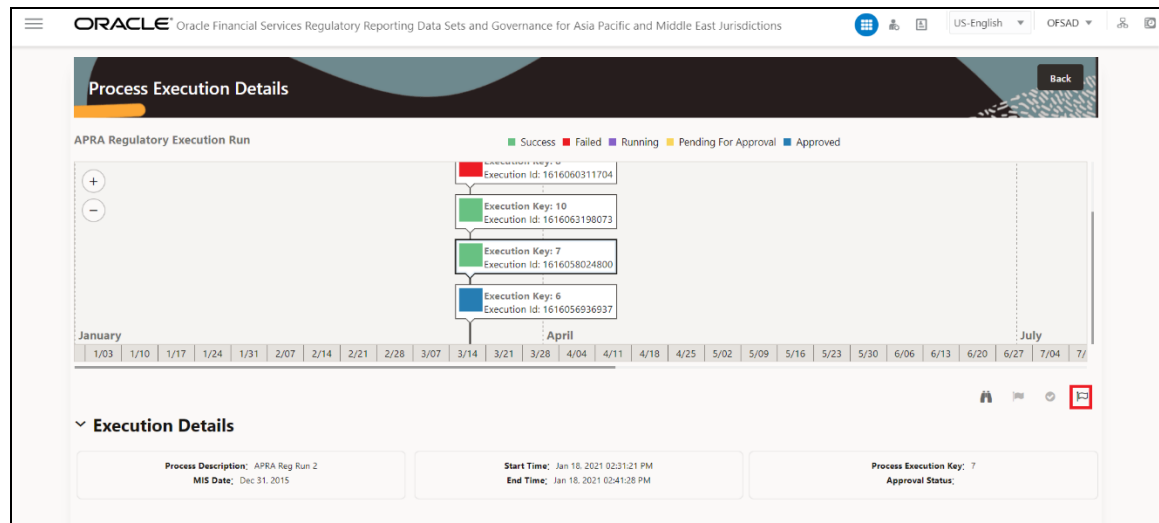 ORACLE® Oracle Financial Services Regulatory Reporting Data Sets and Governance for Asia Pacific and Middle East Jurisdictions US-English OFSAD
Process Execution Details Back
APRA Regulatory Execution Run Success Failed Running Pending For Approval Approved
Execution Id: 1616060311704
Execution Key: 10
Execution Id: 1616063198073
Execution Key: 7
Execution Id: 1616058024800
Execution Key: 6
Execution Id: 1616056936937
January April July
1/03 1/10 1/17 1/24 1/31 2/07 2/14 2/21 2/28 3/07 3/14 3/21 3/28 4/04 4/11 4/18 4/25 5/02 5/09 5/16 5/23 5/30 6/06 6/13 6/20 6/27 7/04 7/
Execution Details
Process Description: APRA Reg Run 2 Start Time: Jan 18, 2021 02:31:21 PM Process Execution Key: 7
MIS Date: Dec 31, 2015 End Time: Jan 18, 2021 02:41:28 PM Approval Status: